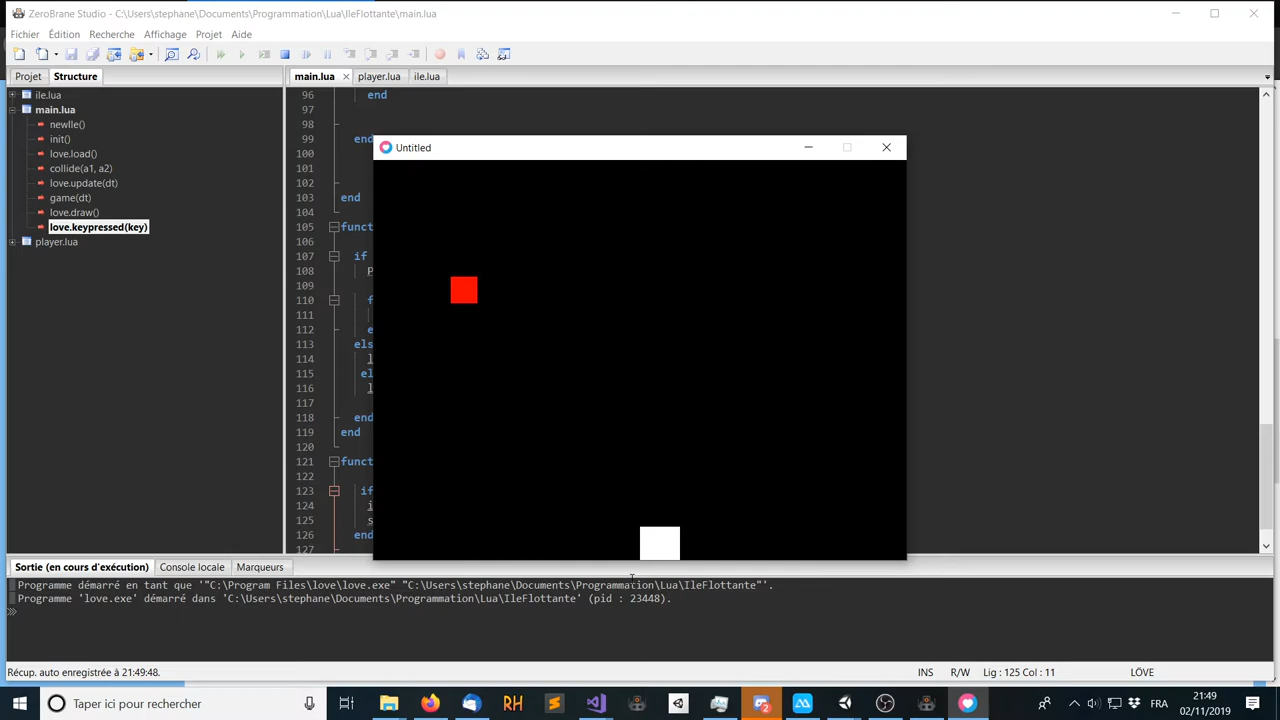 ZeroBrane Studio - C:\Users\stephane\Documents\Programmation\Lua\IleFlottante\main.lua
Fichier Édition Recherche Affichage Projet Aide
Projet Structure
main.lua player.lua ile.lua
ile.lua
main.lua
newIle()
init()
love.load()
collide(a1, a2)
love.update(dt)
game(dt)
love.draw()
love.keypressed(key)
player.lua
96 end
97
98
99 end
100
101
102
103 end
104
105 funct
106
107 if
108 P
109
110 f
111
112 e
113 els
114 l
115 el
116 l
117
118 end
119 end
120
121 funct
122
123 if
124 i
125 s
126 end
127
Untitled
Sortie (en cours d'exécution) Console locale Marqueurs
Programme démarré en tant que '"C:\Program Files\love\love.exe" "C:\Users\stephane\Documents\Programmation\Lua\IleFlottante"'.
Programme 'love.exe' démarré dans 'C:\Users\stephane\Documents\Programmation\Lua\IleFlottante' (pid : 23448).
Récup. auto enregistrée à 21:49:48.
INS R/W Lig : 125 Col : 11 LÖVE
Taper ici pour rechercher
RH
2
FRA
21:49
02/11/2019